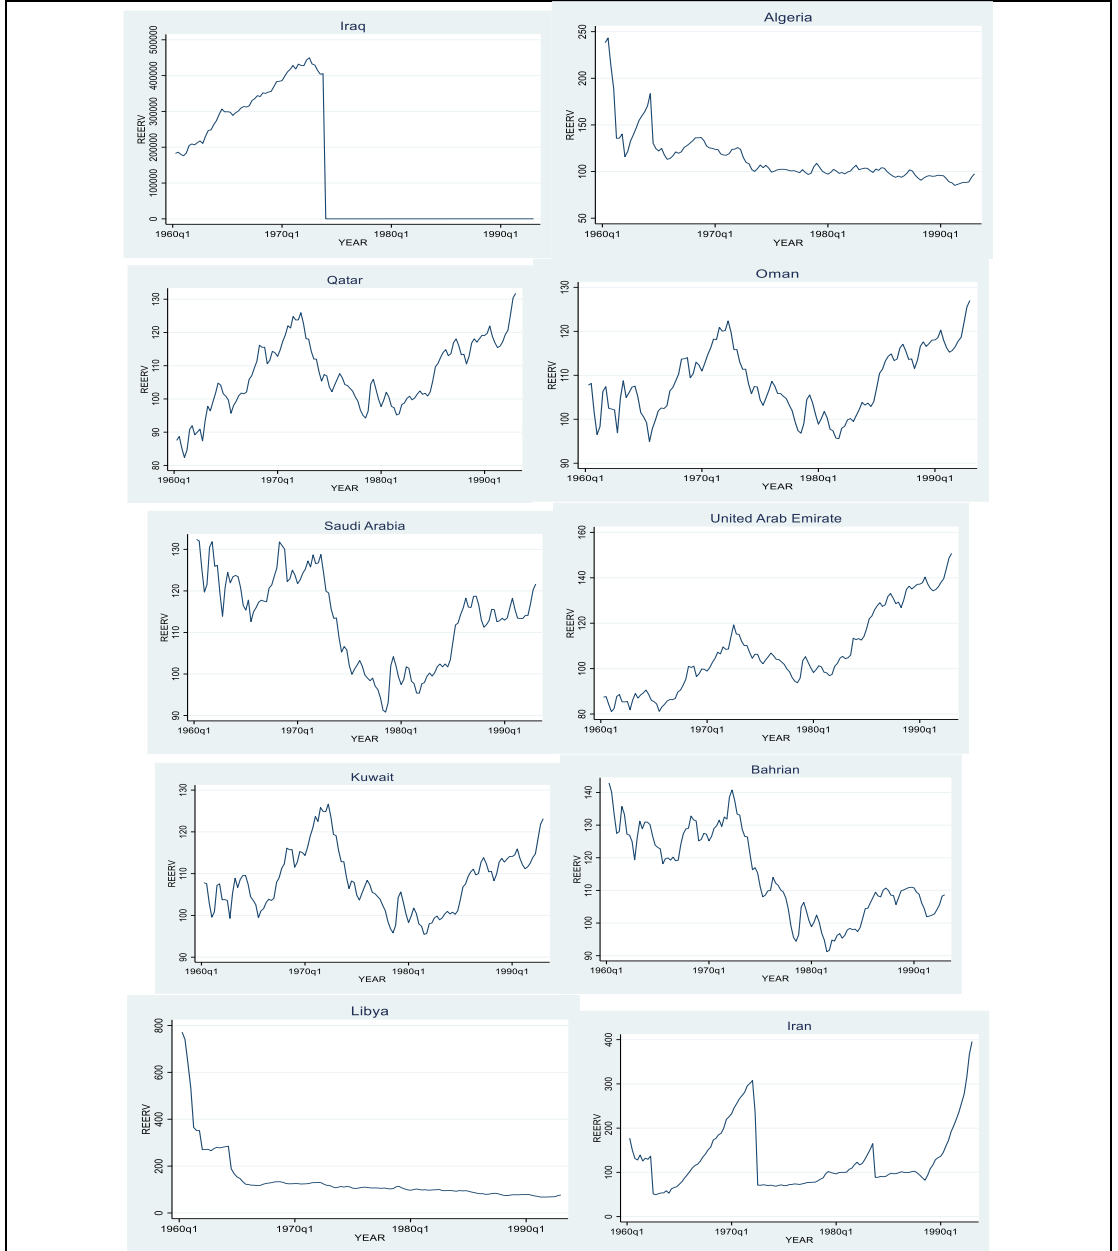 Iraq
REERV
500000
400000
300000
200000
100000
0
1960q1 1970q1 1980q1 1990q1
YEAR
Algeria
REERV
250
200
150
100
50
1960q1 1970q1 1980q1 1990q1
YEAR
Qatar
REERV
130
120
110
100
90
80
1960q1 1970q1 1980q1 1990q1
YEAR
Oman
REERV
130
120
110
100
90
1960q1 1970q1 1980q1 1990q1
YEAR
Saudi Arabia
REERV
130
120
110
100
90
1960q1 1970q1 1980q1 1990q1
YEAR
United Arab Emirate
REERV
160
140
120
100
80
1960q1 1970q1 1980q1 1990q1
YEAR
Kuwait
REERV
130
120
110
100
90
1960q1 1970q1 1980q1 1990q1
YEAR
Bahrian
REERV
140
130
120
110
100
90
1960q1 1970q1 1980q1 1990q1
YEAR
Libya
REERV
800
600
400
200
0
1960q1 1970q1 1980q1 1990q1
YEAR
Iran
REERV
400
300
200
100
0
1960q1 1970q1 1980q1 1990q1
YEAR